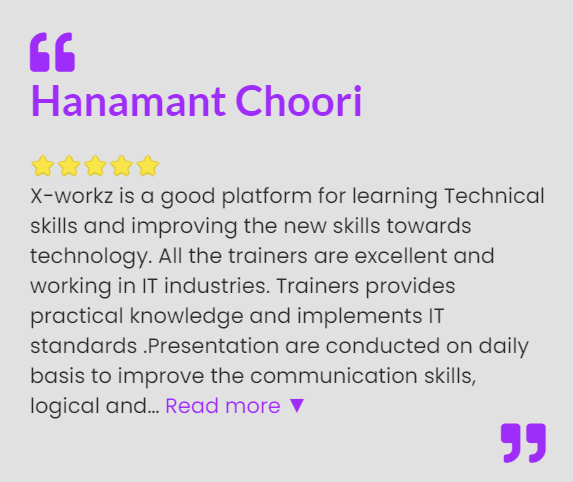 Hanamant Choori
X-workz is a good platform for learning Technical
skills and improving the new skills towards
technology. All the trainers are excellent and
working in IT industries. Trainers provides
practical knowledge and implements IT
standards .Presentation are conducted on daily
basis to improve the communication skills,
logical and... Read more ▼